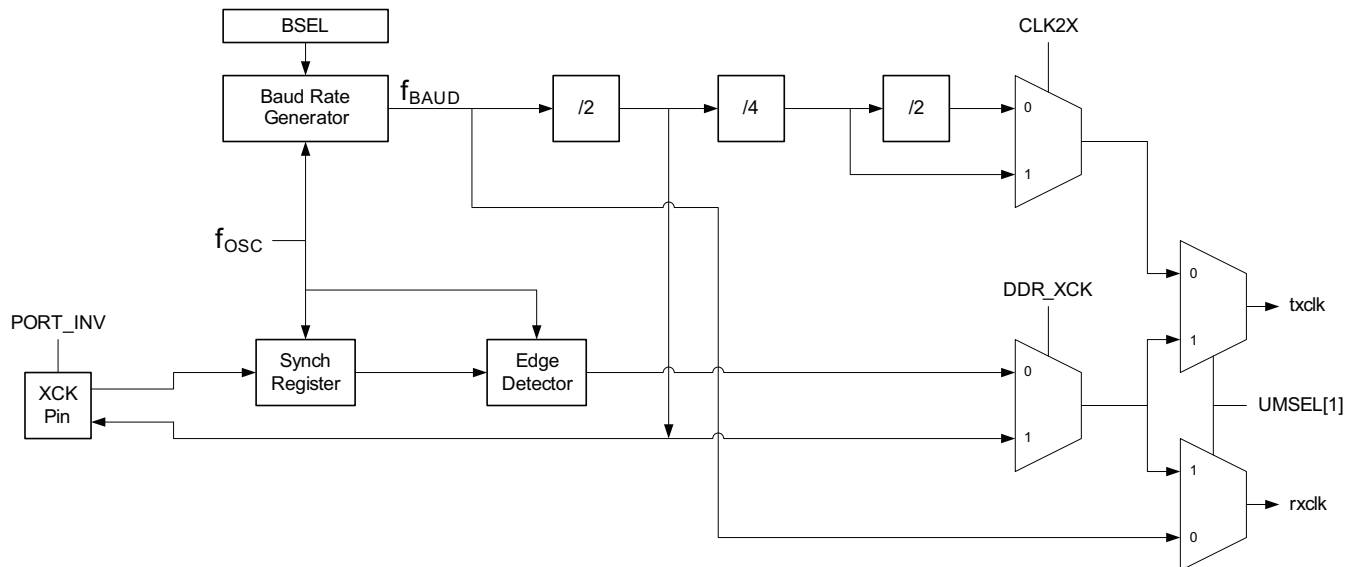 BSEL
CLK2X
Baud Rate
Generator
fBAUD
/2
/4
/2
0
1
fOSC
0
txclk
1
DDR_XCK
PORT_INV
Synch
Register
Edge
Detector
0
XCK
Pin
1
UMSEL[1]
1
rxclk
0